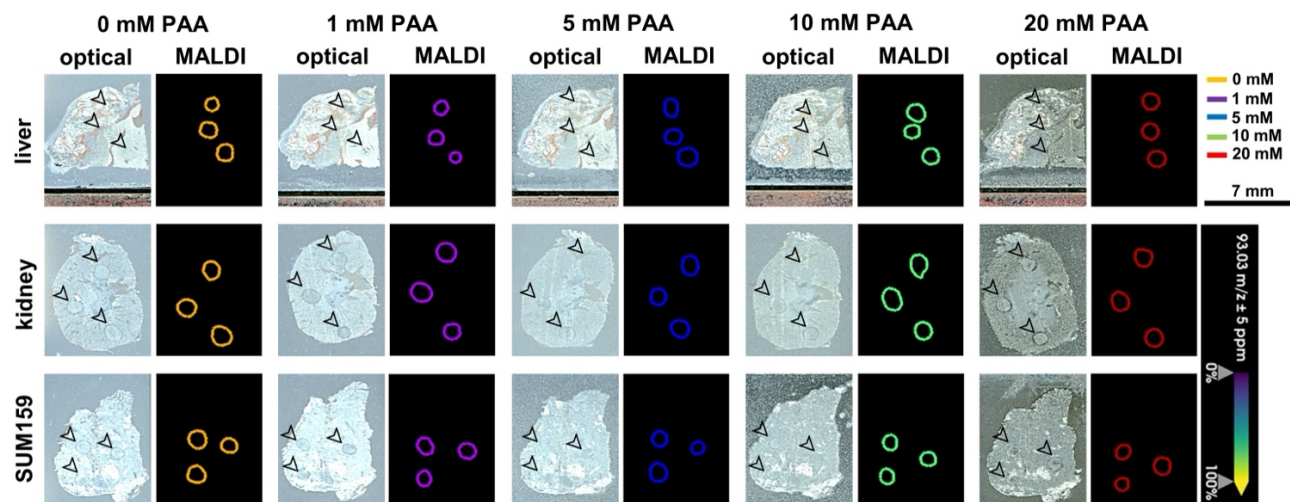 0 mM PAA 1 mM PAA 5 mM PAA 10 mM PAA 20 mM PAA
optical MALDI optical MALDI optical MALDI optical MALDI optical MALDI
liver
0 mM
1 mM
5 mM
10 mM
20 mM
7 mm
kidney
93.03 m/z ± 5 ppm
0%
100%
SUM159